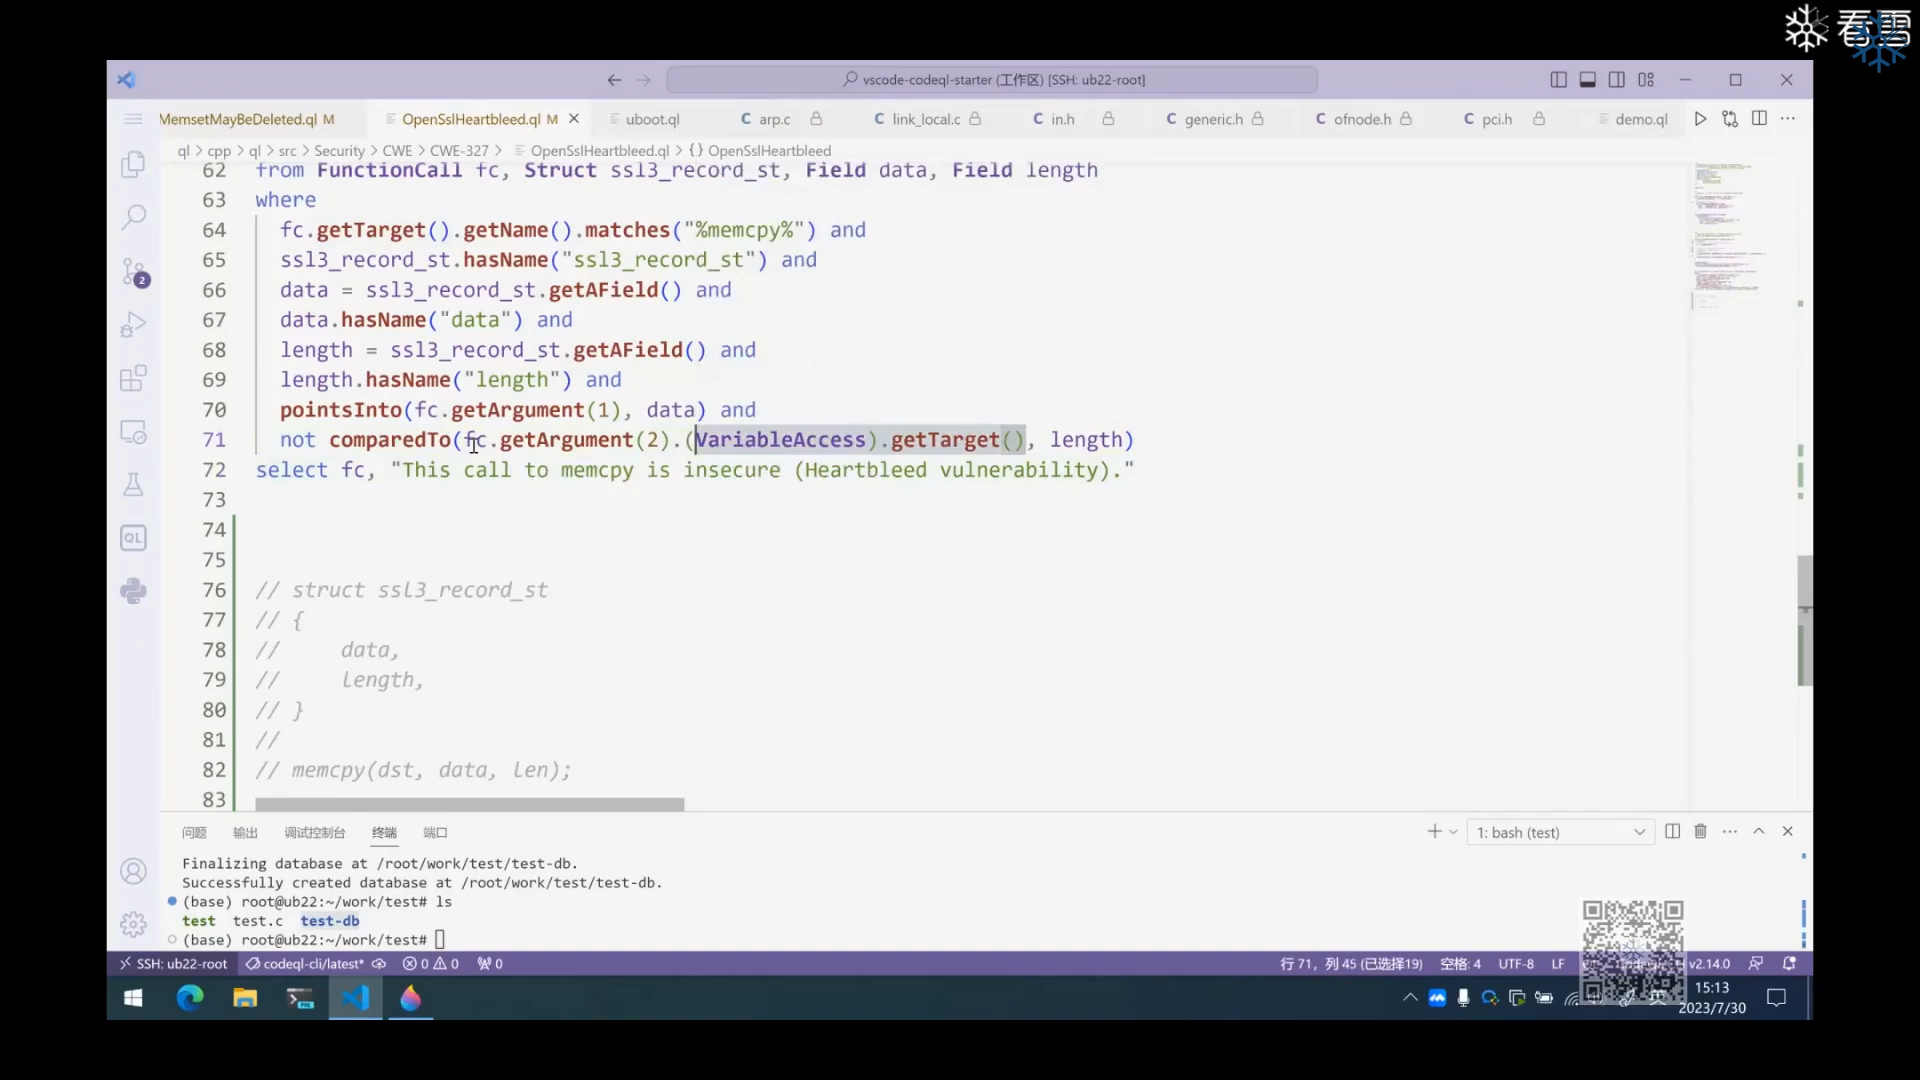 看雪
vscode-codeql-starter (工作区) [SSH: ub22-root]
MemsetMayBeDeleted.ql M
OpenSslHeartbleed.ql M
uboot.ql
C arp.c
C link_local.c
C in.h
C generic.h
C ofnode.h
C pci.h
demo.ql
ql > cpp > ql > src > Security > CWE > CWE-327 > OpenSslHeartbleed.ql > {} OpenSslHeartbleed
62 from FunctionCall fc, Struct ssl3_record_st, Field data, Field length
63 where
64 fc.getTarget().getName().matches("%memcpy%") and
65 ssl3_record_st.hasName("ssl3_record_st") and
66 data = ssl3_record_st.getAField() and
67 data.hasName("data") and
68 length = ssl3_record_st.getAField() and
69 length.hasName("length") and
70 pointsInto(fc.getArgument(1), data) and
71 not comparedTo(fc.getArgument(2).(VariableAccess).getTarget(), length)
72 select fc, "This call to memcpy is insecure (Heartbleed vulnerability)."
73
74
75
76 // struct ssl3_record_st
77 // {
78 //     data,
79 //     length,
80 // }
81 //
82 // memcpy(dst, data, len);
83
2
QL
问题 输出 调试控制台 终端 端口
1: bash (test)
Finalizing database at /root/work/test/test-db.
Successfully created database at /root/work/test/test-db.
(base) root@ub22:~/work/test# ls
test test.c test-db
(base) root@ub22:~/work/test#
SSH: ub22-root codeql-cli/latest* 0 0 0
行 71，列 45 (已选择19) 空格: 4 UTF-8 LF v2.14.0
英 15:13
2023/7/30